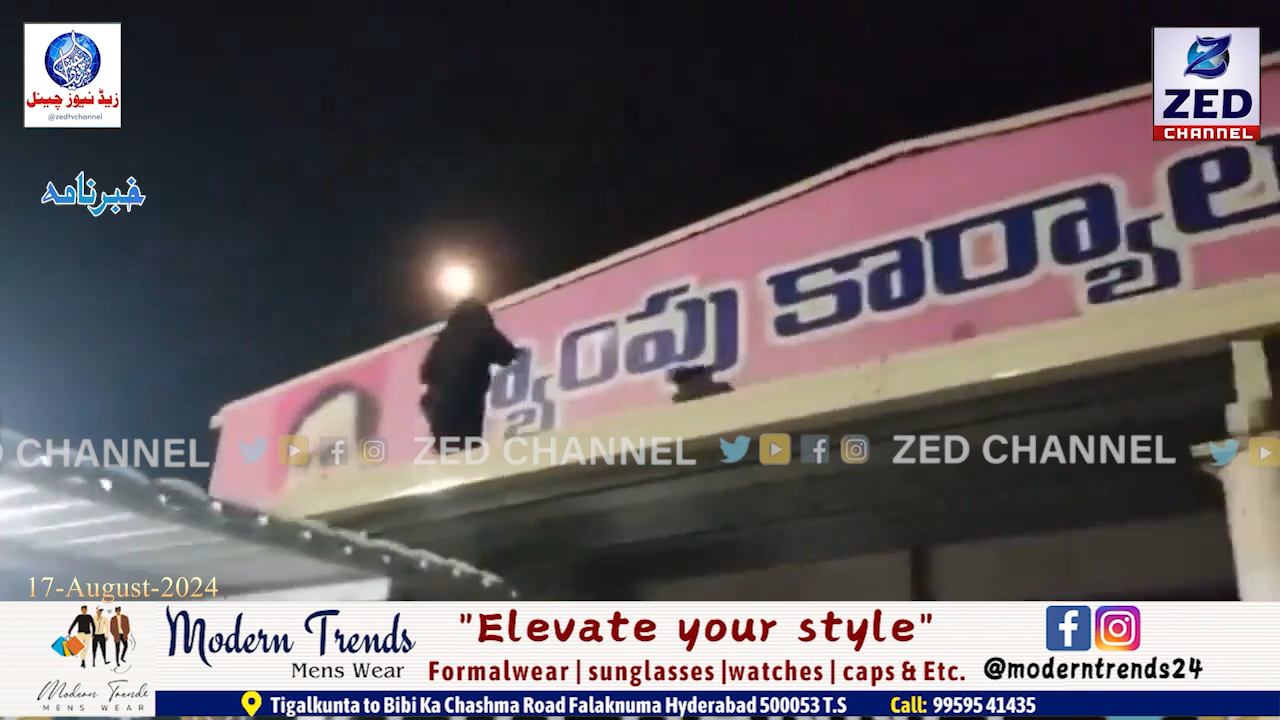 زیڈ نیوز چینل
@zedtvchannel
ZED
CHANNEL
خبرنامہ
క్యాంపు కార్యాల
CHANNEL ZED CHANNEL ZED CHANNEL
17-August-2024
Modern Trends
Mens Wear
"Elevate your style"
Formalwear | sunglasses |watches | caps & Etc.
@moderntrends24
Modern Trends
MENS WEAR
Tigalkunta to Bibi Ka Chashma Road Falaknuma Hyderabad 500053 T.S Call: 99595 41435